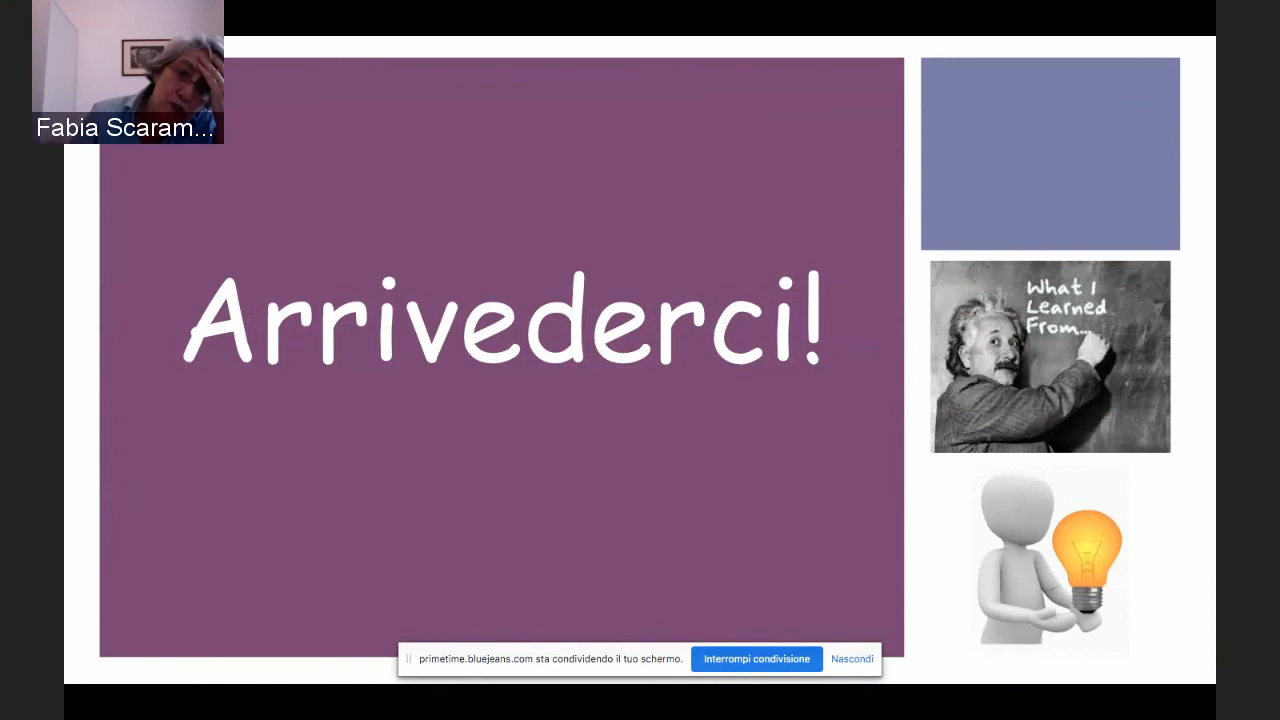 Fabia Scaram...
Arrivederci!
What I
Learned
From...
primetime.bluejeans.com sta condividendo il tuo schermo.
Interrompi condivisione
Nascondi